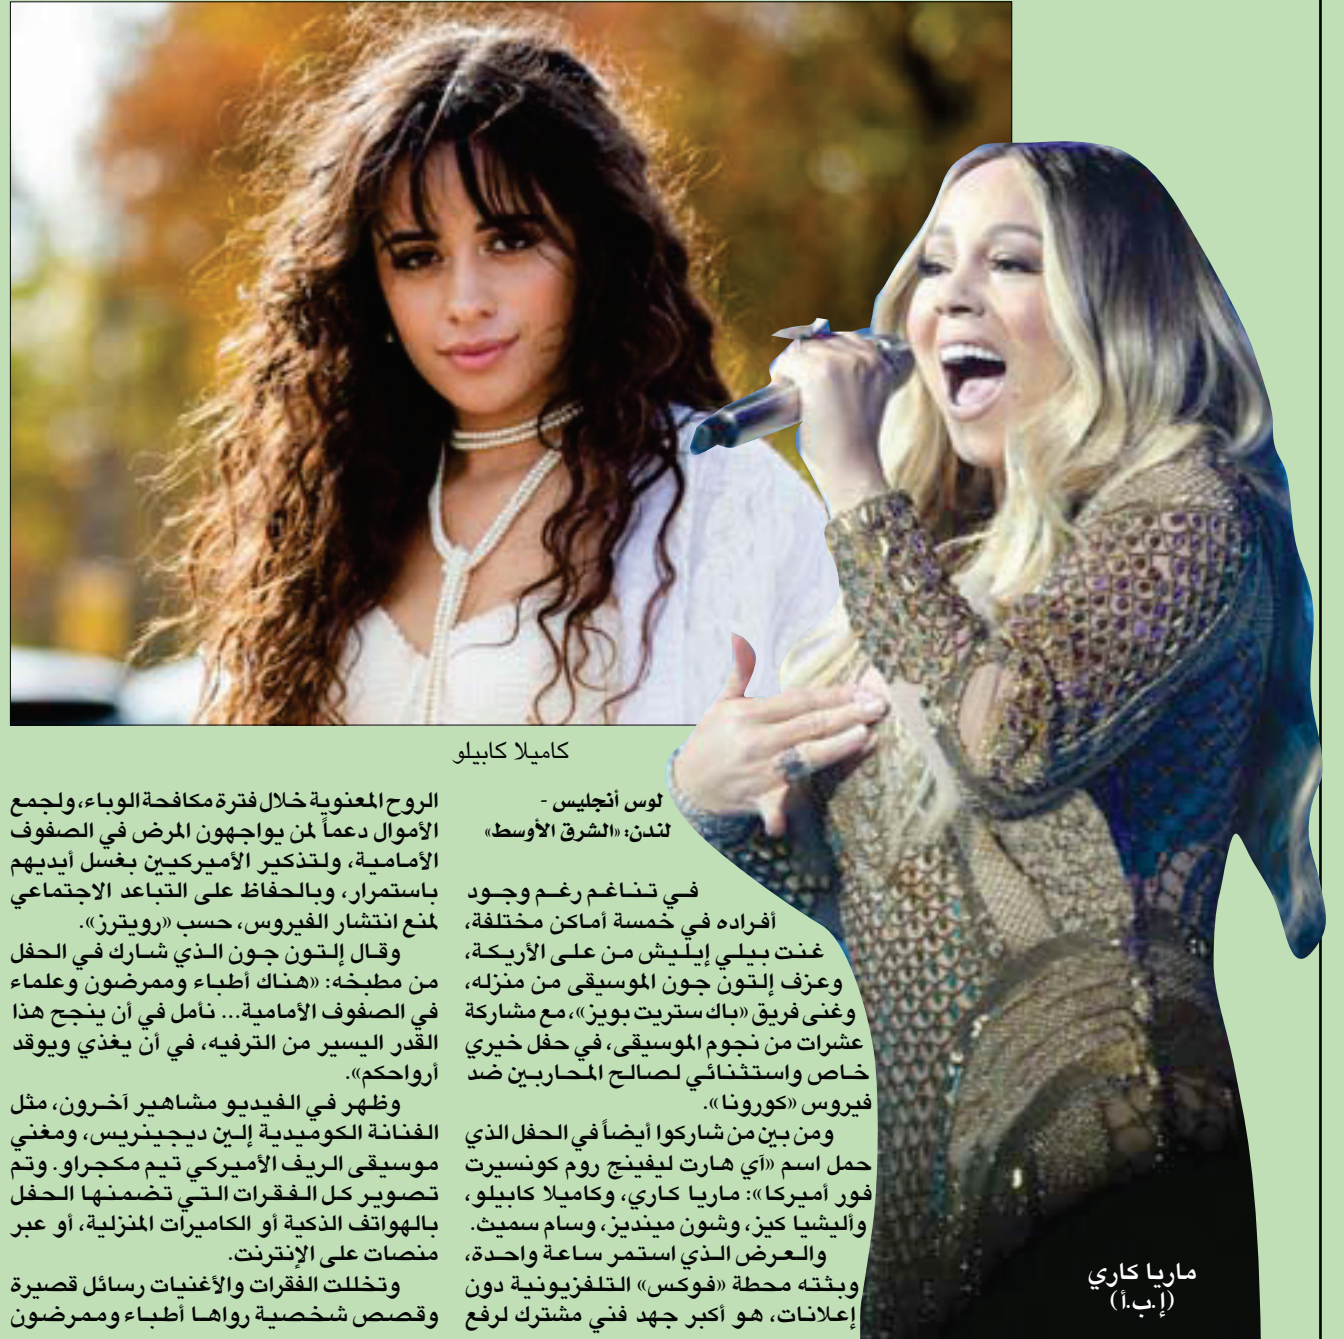 كاميلا كابيلو
لوس أنجليس -
لندن: «الشرق الأوسط»
في تناغم رغم وجود
أفراده في خمسة أماكن مختلفة،
غنت بيلي إيليش من على الأريكة،
وعزف إلتون جون الموسيقى من منزله،
وغنى فريق «باك ستريت بويز»، مع مشاركة
عشرات من نجوم الموسيقى، في حفل خيري
خاص واستثنائي لصالح المحاربين ضد
فيروس «كورونا».
ومن بين من شاركوا أيضاً في الحفل الذي
حمل اسم «آي هارت ليفينج روم كونسيرت
فور أميركا»: ماريا كاري، وكاميلا كابيلو،
وأليشيا كيز، وشون مينديز، وسام سميث.
والعرض الذي استمر ساعة واحدة،
وبثته محطة «فوكس» التلفزيونية دون
إعلانات، هو أكبر جهد فني مشترك لرفع
الروح المعنوية خلال فترة مكافحة الوباء، ولجمع
الأموال دعماً لمن يواجهون المرض في الصفوف
الأمامية، ولتذكير الأميركيين بغسل أيديهم
باستمرار، وبالحفاظ على التباعد الاجتماعي
لمنع انتشار الفيروس، حسب «رويترز».
وقال إلتون جون الذي شارك في الحفل
من مطبخه: «هناك أطباء وممرضون وعلماء
في الصفوف الأمامية... نأمل في أن ينجح هذا
القدر اليسير من الترفيه، في أن يغذي ويوقد
أرواحكم».
وظهر في الفيديو مشاهير آخرون، مثل
الفنانة الكوميدية إلين ديجينريس، ومغني
موسيقى الريف الأميركي تيم مكجراو. وتم
تصوير كل الفقرات التي تضمنها الحفل
بالهواتف الذكية أو الكاميرات المنزلية، أو عبر
منصات على الإنترنت.
وتخللت الفقرات والأغنيات رسائل قصيرة
وقصص شخصية رواها أطباء وممرضون
ماريا كاري
(إ.ب.أ)